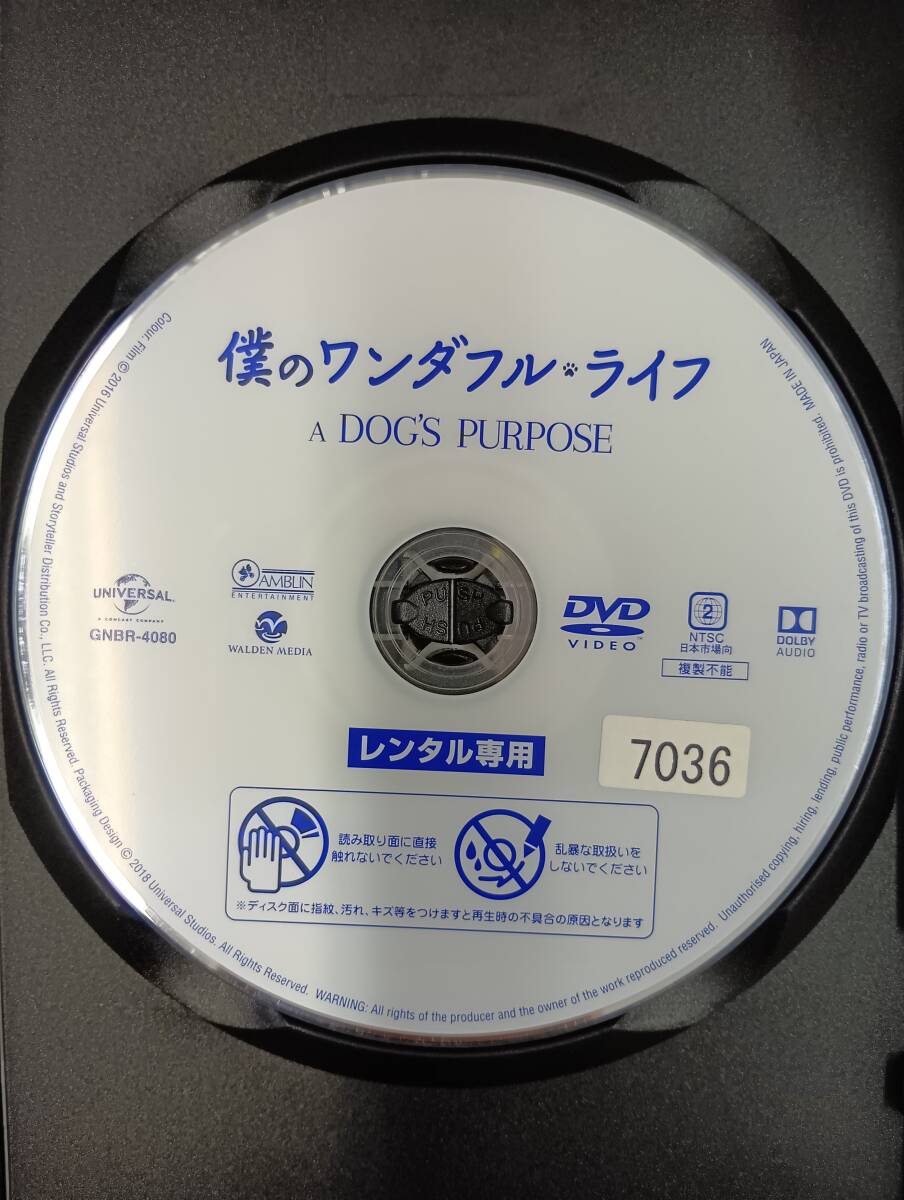 僕のワンダフル・ライフ
A DOG'S PURPOSE
UNIVERSAL
A COMCAST COMPANY
GNBR-4080
AMBLIN
ENTERTAINMENT
WALDEN MEDIA
PUSH
PUSH
DVD
VIDEO™
2
NTSC
日本市場向
複製不能
DOLBY
AUDIO
レンタル専用
7036
読み取り面に直接
触れないでください
乱暴な取扱いを
しないでください
※ディスク面に指紋、汚れ、キズ等をつけますと再生時の不具合の原因となります
Colour. Film © 2016 Universal Studios and Storyteller Distribution Co., LLC. All Rights Reserved. Packaging Design © 2018 Universal Studios. All Rights Reserved. WARNING: All rights of the producer and the owner of the work reproduced reserved. Unauthorised copying, hiring, lending, public performance, radio or TV broadcasting of this DVD is prohibited. MADE IN JAPAN